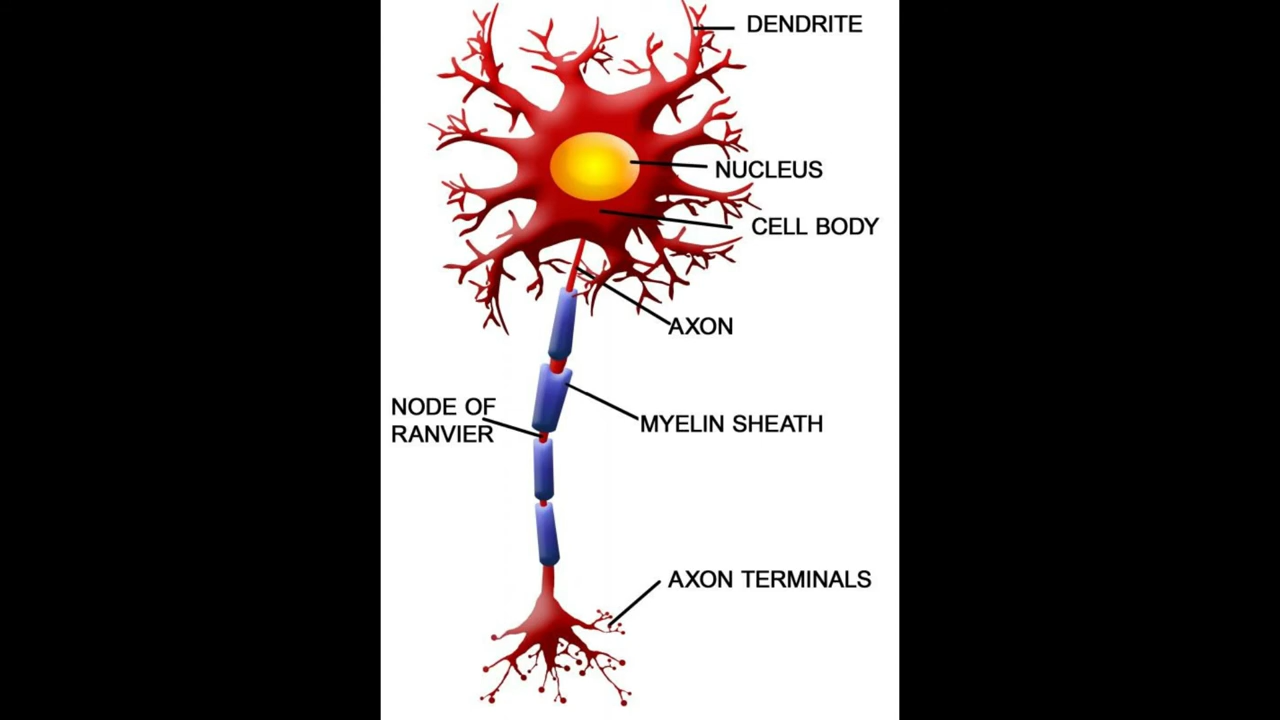 DENDRITE
NUCLEUS
CELL BODY
AXON
NODE OF
RANVIER
MYELIN SHEATH
AXON TERMINALS